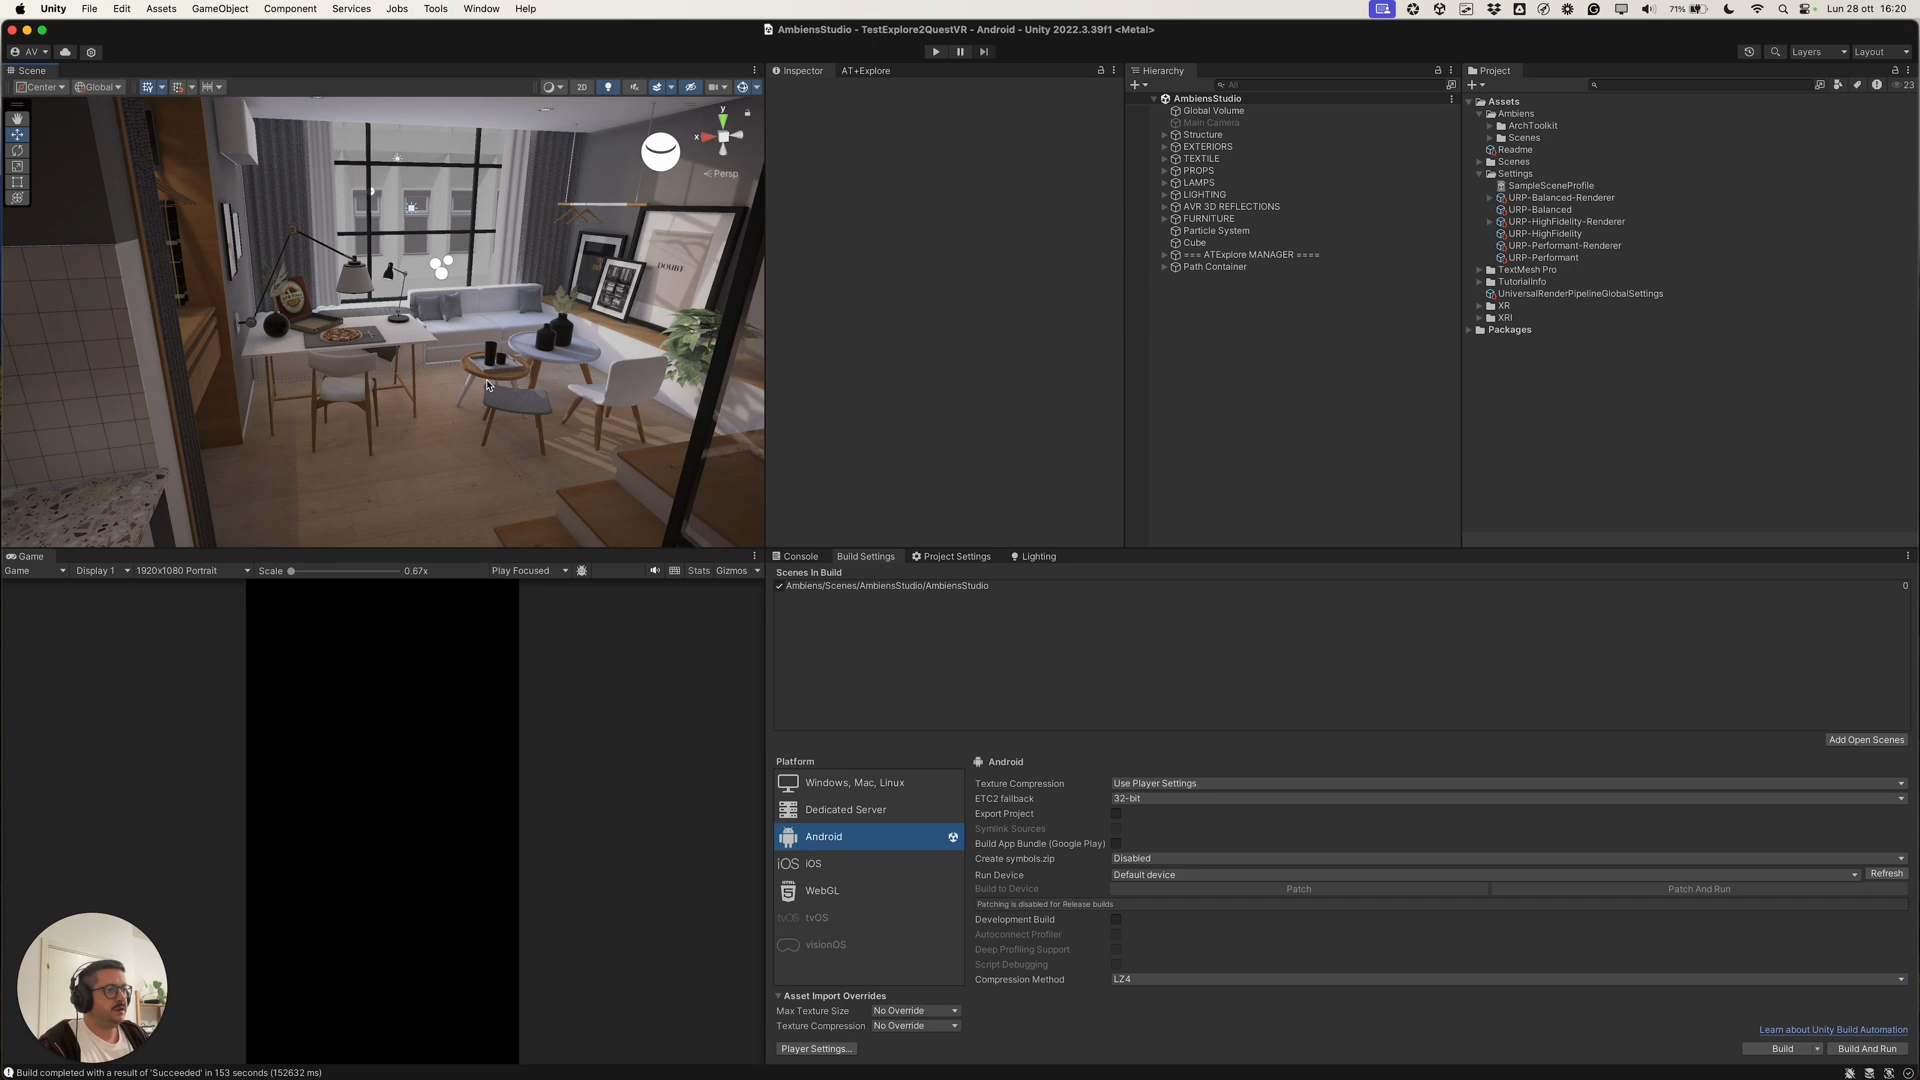 Unity File Edit Assets GameObject Component Services Jobs Tools Window Help 71% Lun 28 ott 16:20
AmbiensStudio - TestExplore2QuestVR - Android - Unity 2022.3.39f1 <Metal>
AV Layers Layout
Scene
Center Global 2D
y
x
Persp
DOUBT
Inspector AT+Explore
Hierarchy
All
AmbiensStudio
Global Volume
Main Camera
Structure
EXTERIORS
TEXTILE
PROPS
LAMPS
LIGHTING
AVR 3D REFLECTIONS
FURNITURE
Particle System
Cube
=== ATExplore MANAGER ====
Path Container
Project
23
Assets
Ambiens
ArchToolkit
Scenes
Readme
Scenes
Settings
SampleSceneProfile
URP-Balanced-Renderer
URP-Balanced
URP-HighFidelity-Renderer
URP-HighFidelity
URP-Performant-Renderer
URP-Performant
TextMesh Pro
TutorialInfo
UniversalRenderPipelineGlobalSettings
XR
XRI
Packages
Game
Game Display 1 1920x1080 Portrait Scale 0.67x Play Focused Stats Gizmos
Console Build Settings Project Settings Lighting
Scenes In Build
Ambiens/Scenes/AmbiensStudio/AmbiensStudio 0
Add Open Scenes
Platform
Windows, Mac, Linux
Dedicated Server
Android
iOS iOS
WebGL
tvOS tvOS
visionOS
Android
Texture Compression Use Player Settings
ETC2 fallback 32-bit
Export Project
Symlink Sources
Build App Bundle (Google Play)
Create symbols.zip Disabled
Run Device Default device Refresh
Build to Device Patch Patch And Run
Patching is disabled for Release builds
Development Build
Autoconnect Profiler
Deep Profiling Support
Script Debugging
Compression Method LZ4
Asset Import Overrides
Max Texture Size No Override
Texture Compression No Override
Player Settings...
Learn about Unity Build Automation
Build Build And Run
Build completed with a result of 'Succeeded' in 153 seconds (152632 ms)